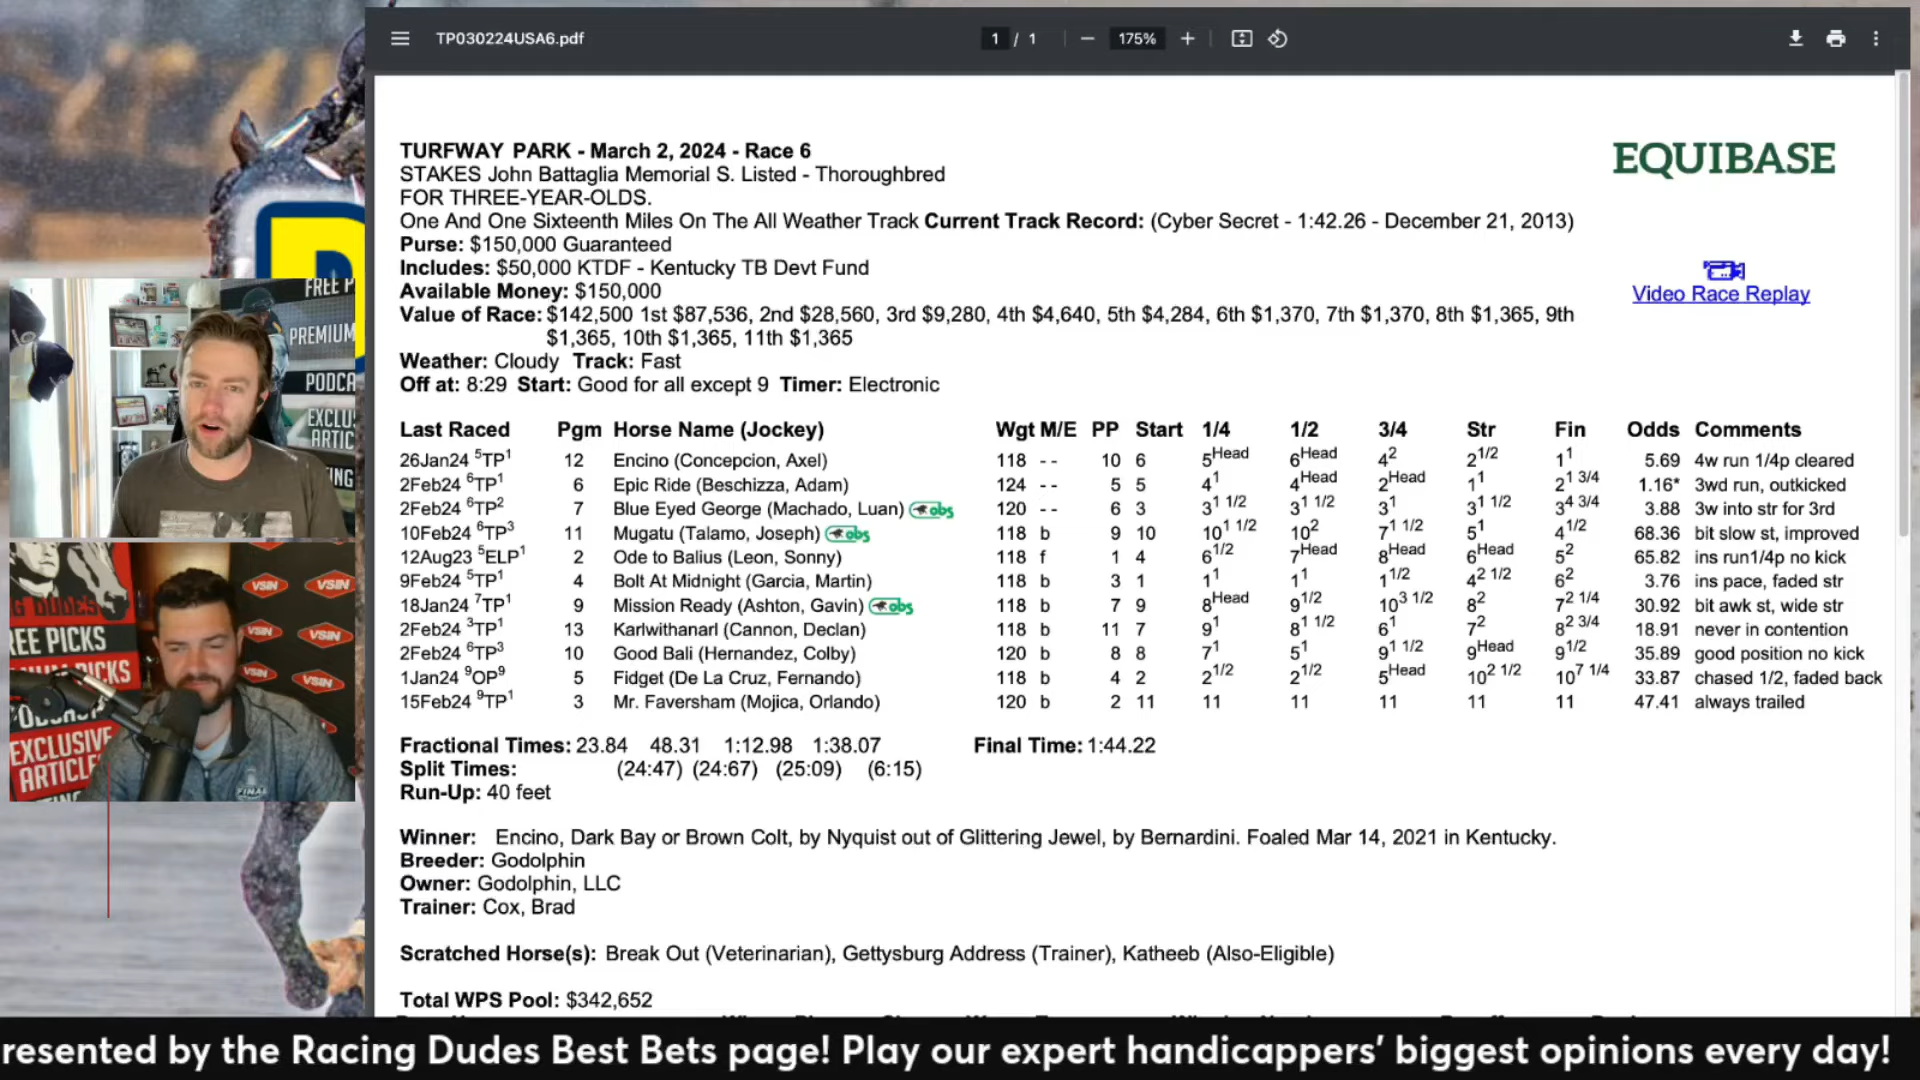 TP030224USA6.pdf
1 / 1
175%
TURFWAY PARK - March 2, 2024 - Race 6
STAKES John Battaglia Memorial S. Listed - Thoroughbred
FOR THREE-YEAR-OLDS.
One And One Sixteenth Miles On The All Weather Track Current Track Record: (Cyber Secret - 1:42.26 - December 21, 2013)
Purse: $150,000 Guaranteed
Includes: $50,000 KTDF - Kentucky TB Devt Fund
Available Money: $150,000
Value of Race: $142,500 1st $87,536, 2nd $28,560, 3rd $9,280, 4th $4,640, 5th $4,284, 6th $1,370, 7th $1,370, 8th $1,365, 9th
$1,365, 10th $1,365, 11th $1,365
Weather: Cloudy Track: Fast
Off at: 8:29 Start: Good for all except 9 Timer: Electronic
EQUIBASE
Video Race Replay
Last Raced Pgm Horse Name (Jockey) Wgt M/E PP Start 1/4 1/2 3/4 Str Fin Odds Comments
26Jan24 5TP1 12 Encino (Concepcion, Axel) 118 - - 10 6 5Head 6Head 42 21/2 11 5.69 4w run 1/4p cleared
2Feb24 6TP1 6 Epic Ride (Beschizza, Adam) 124 - - 5 5 41 4Head 2Head 11 21 3/4 1.16* 3wd run, outkicked
2Feb24 6TP2 7 Blue Eyed George (Machado, Luan) obs 120 - - 6 3 31 1/2 31 1/2 31 31 1/2 34 3/4 3.88 3w into str for 3rd
10Feb24 6TP3 11 Mugatu (Talamo, Joseph) obs 118 b 9 10 101 1/2 102 71 1/2 51 41/2 68.36 bit slow st, improved
12Aug23 5ELP1 2 Ode to Balius (Leon, Sonny) 118 f 1 4 61/2 7Head 8Head 6Head 52 65.82 ins run1/4p no kick
9Feb24 5TP1 4 Bolt At Midnight (Garcia, Martin) 118 b 3 1 11 11 11/2 42 1/2 62 3.76 ins pace, faded str
18Jan24 7TP1 9 Mission Ready (Ashton, Gavin) obs 118 b 7 9 8Head 91/2 103 1/2 82 72 1/4 30.92 bit awk st, wide str
2Feb24 3TP1 13 Karlwithanarl (Cannon, Declan) 118 b 11 7 91 81 1/2 61 72 82 3/4 18.91 never in contention
2Feb24 6TP3 10 Good Bali (Hernandez, Colby) 120 b 8 8 71 51 91 1/2 9Head 91/2 35.89 good position no kick
1Jan24 9OP9 5 Fidget (De La Cruz, Fernando) 118 b 4 2 21/2 21/2 5Head 102 1/2 107 1/4 33.87 chased 1/2, faded back
15Feb24 9TP1 3 Mr. Faversham (Mojica, Orlando) 120 b 2 11 11 11 11 11 11 47.41 always trailed
Fractional Times: 23.84 48.31 1:12.98 1:38.07 Final Time: 1:44.22
Split Times: (24:47) (24:67) (25:09) (6:15)
Run-Up: 40 feet
Winner: Encino, Dark Bay or Brown Colt, by Nyquist out of Glittering Jewel, by Bernardini. Foaled Mar 14, 2021 in Kentucky.
Breeder: Godolphin
Owner: Godolphin, LLC
Trainer: Cox, Brad
Scratched Horse(s): Break Out (Veterinarian), Gettysburg Address (Trainer), Katheeb (Also-Eligible)
Total WPS Pool: $342,652
FREE P
PREMIUM
PODCA
EXCLU
ARTIC
NG DUDES
REE PICKS
EXCLUSIVE
ARTICLE
VSiN
VSiN
VSiN
VSiN
VSiN
VSiN
FINAL
resented by the Racing Dudes Best Bets page! Play our expert handicappers' biggest opinions every day!